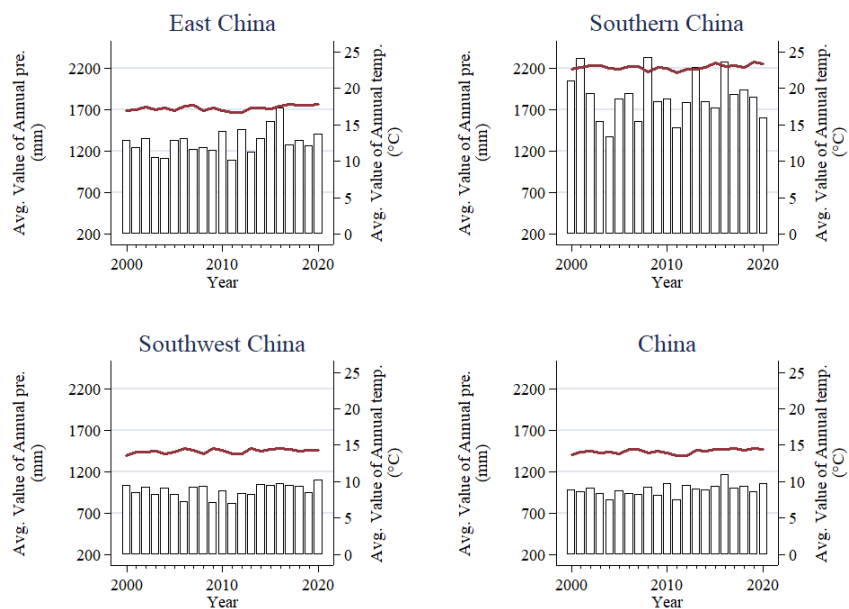 East China
Avg. Value of Annual pre.
(mm)
2200
1700
1200
700
200
25
20
15
10
5
0
Avg. Value of Annual temp.
(°C)
2000
2010
2020
Year
Southern China
Avg. Value of Annual pre.
(mm)
2200
1700
1200
700
200
25
20
15
10
5
0
Avg. Value of Annual temp.
(°C)
2000
2010
2020
Year
Southwest China
Avg. Value of Annual pre.
(mm)
2200
1700
1200
700
200
25
20
15
10
5
0
Avg. Value of Annual temp.
(°C)
2000
2010
2020
Year
China
Avg. Value of Annual pre.
(mm)
2200
1700
1200
700
200
25
20
15
10
5
0
Avg. Value of Annual temp.
(°C)
2000
2010
2020
Year